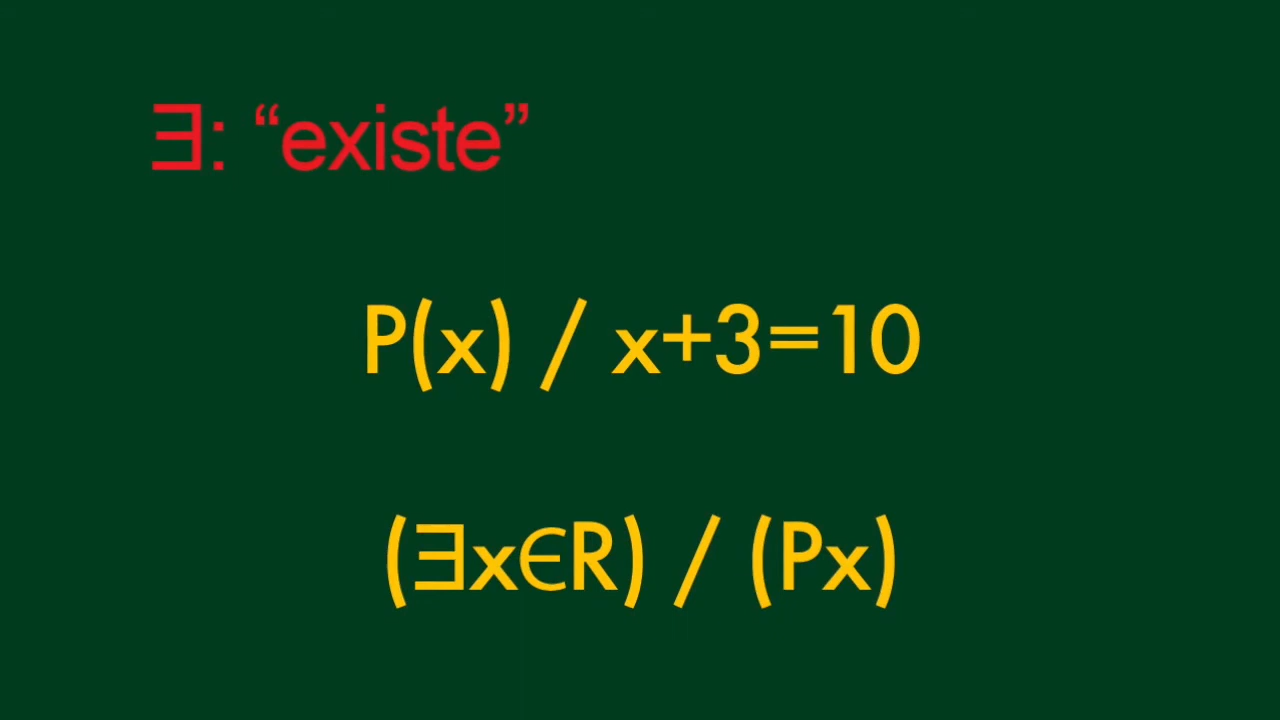 ∃: “existe”
P(x) / x+3=10
(∃x∈R) / (Px)